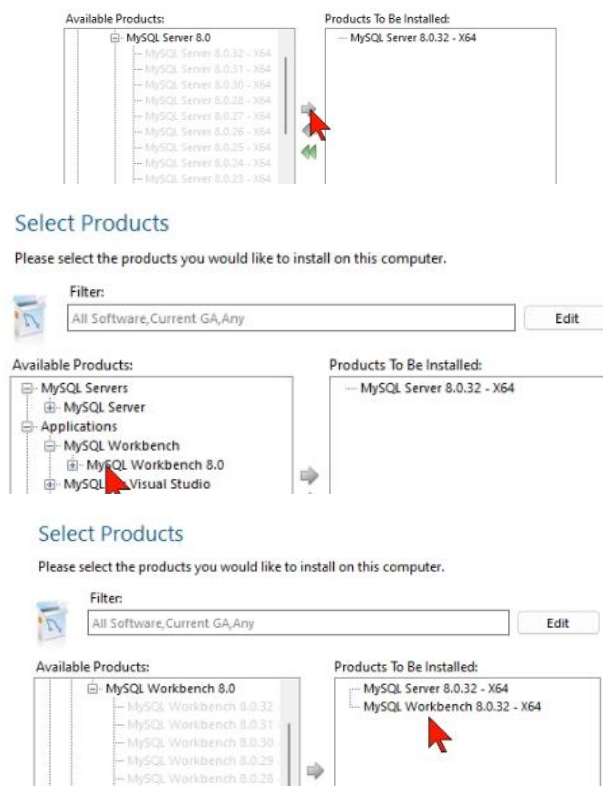 Available Products:
Products To Be Installed:
MySQL Server 8.0
MySQL Server 8.0.32 - X64
MySQL Server 8.0.32 - X64
MySQL Server 8.0.31 - X64
MySQL Server 8.0.30 - X64
MySQL Server 8.0.28 - X64
MySQL Server 8.0.27 - X64
MySQL Server 8.0.26 - X64
MySQL Server 8.0.25 - X64
MySQL Server 8.0.24 - X64
MySQL Server 8.0.23 - X64
Select Products
Please select the products you would like to install on this computer.
Filter:
All Software,Current GA,Any
Edit
Available Products:
Products To Be Installed:
MySQL Servers
MySQL Server 8.0.32 - X64
MySQL Server
Applications
MySQL Workbench
MySQL Workbench 8.0
MySQL Visual Studio
Select Products
Please select the products you would like to install on this computer.
Filter:
All Software,Current GA,Any
Edit
Available Products:
Products To Be Installed:
MySQL Workbench 8.0
MySQL Server 8.0.32 - X64
MySQL Workbench 8.0.32
MySQL Workbench 8.0.32 - X64
MySQL Workbench 8.0.31
MySQL Workbench 8.0.30
MySQL Workbench 8.0.29
MySQL Workbench 8.0.28